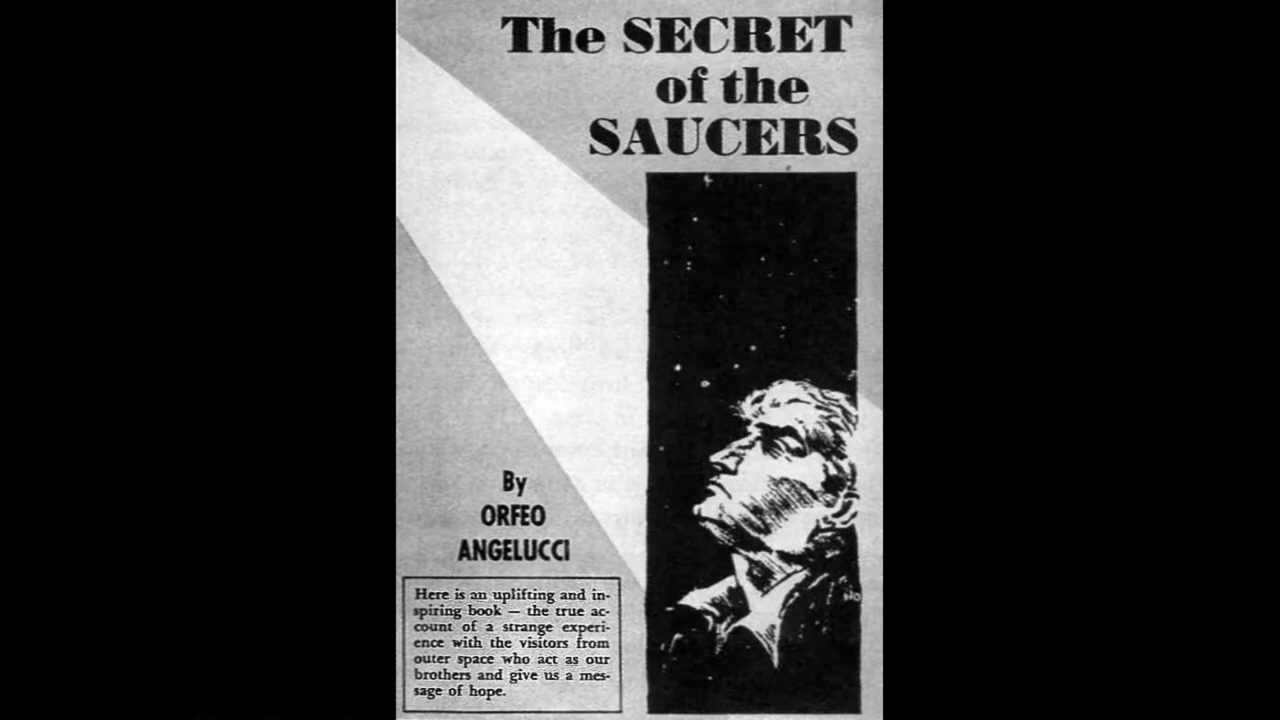 The SECRET
of the
SAUCERS
By
ORFEO
ANGELUCCI
Here is an uplifting and in-
spiring book — the true ac-
count of a strange experi-
ence with the visitors from
outer space who act as our
brothers and give us a mes-
sage of hope.